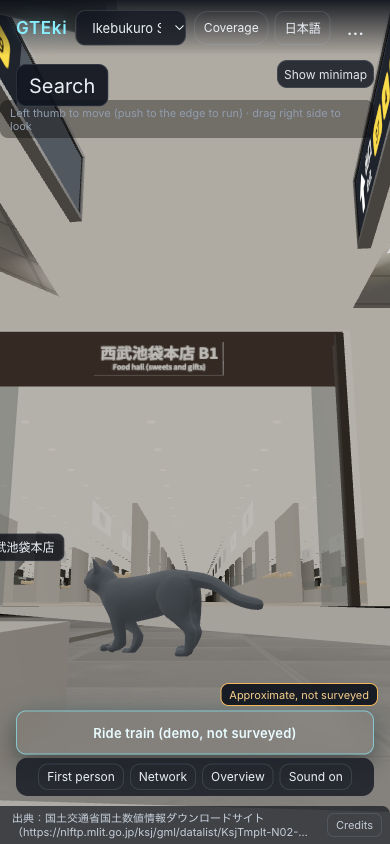 GTEki
Ikebukuro S
Coverage
日本語
...
Search
Show minimap
Left thumb to move (push to the edge to run) · drag right side to
look
西武池袋本店 B1
Food hall (sweets and gifts)
武池袋本店
Approximate, not surveyed
Ride train (demo, not surveyed)
First person
Network
Overview
Sound on
出典：国土交通省国土数値情報ダウンロードサイト
（https://nlftp.mlit.go.jp/ksj/gml/datalist/KsjTmplt-N02-...
Credits